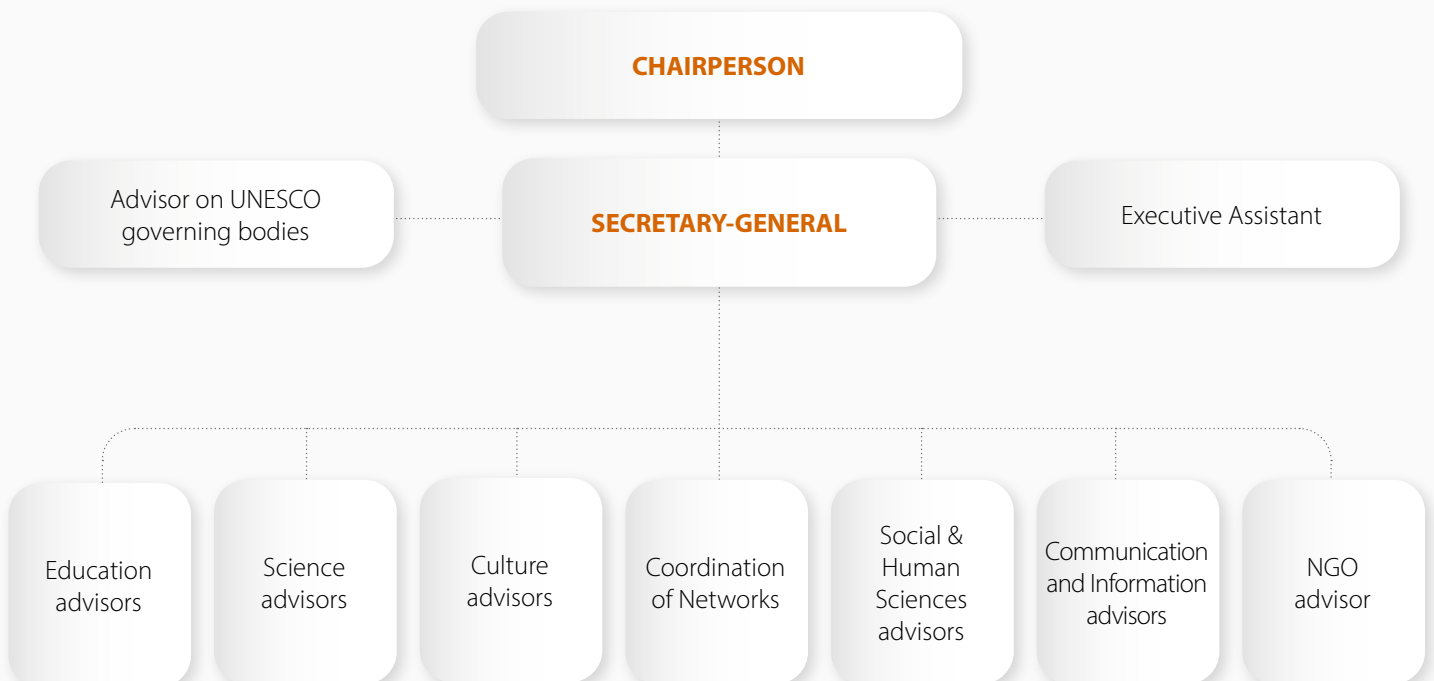 CHAIRPERSON
Advisor on UNESCO
governing bodies
SECRETARY-GENERAL
Executive Assistant
Education
advisors
Science
advisors
Culture
advisors
Coordination
of Networks
Social &
Human
Sciences
advisors
Communication
and Information
advisors
NGO
advisor